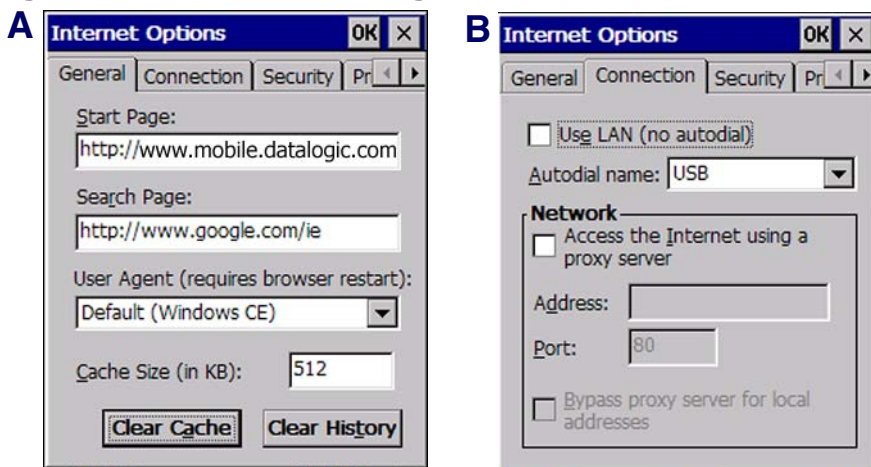 A
Internet Options OK ×
General Connection Security Pr
Start Page:
http://www.mobile.datalogic.com
Search Page:
http://www.google.com/ie
User Agent (requires browser restart):
Default (Windows CE)
Cache Size (in KB): 512
Clear Cache Clear History
B
Internet Options OK ×
General Connection Security Pr
Use LAN (no autodial)
Autodial name: USB
Network
Access the Internet using a
proxy server
Address:
Port: 80
Bypass proxy server for local
addresses